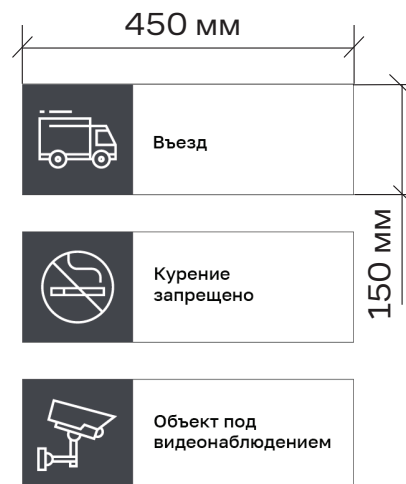 450 мм
Въезд
150 мм
Курение
запрещено
Объект под
видеонаблюдением